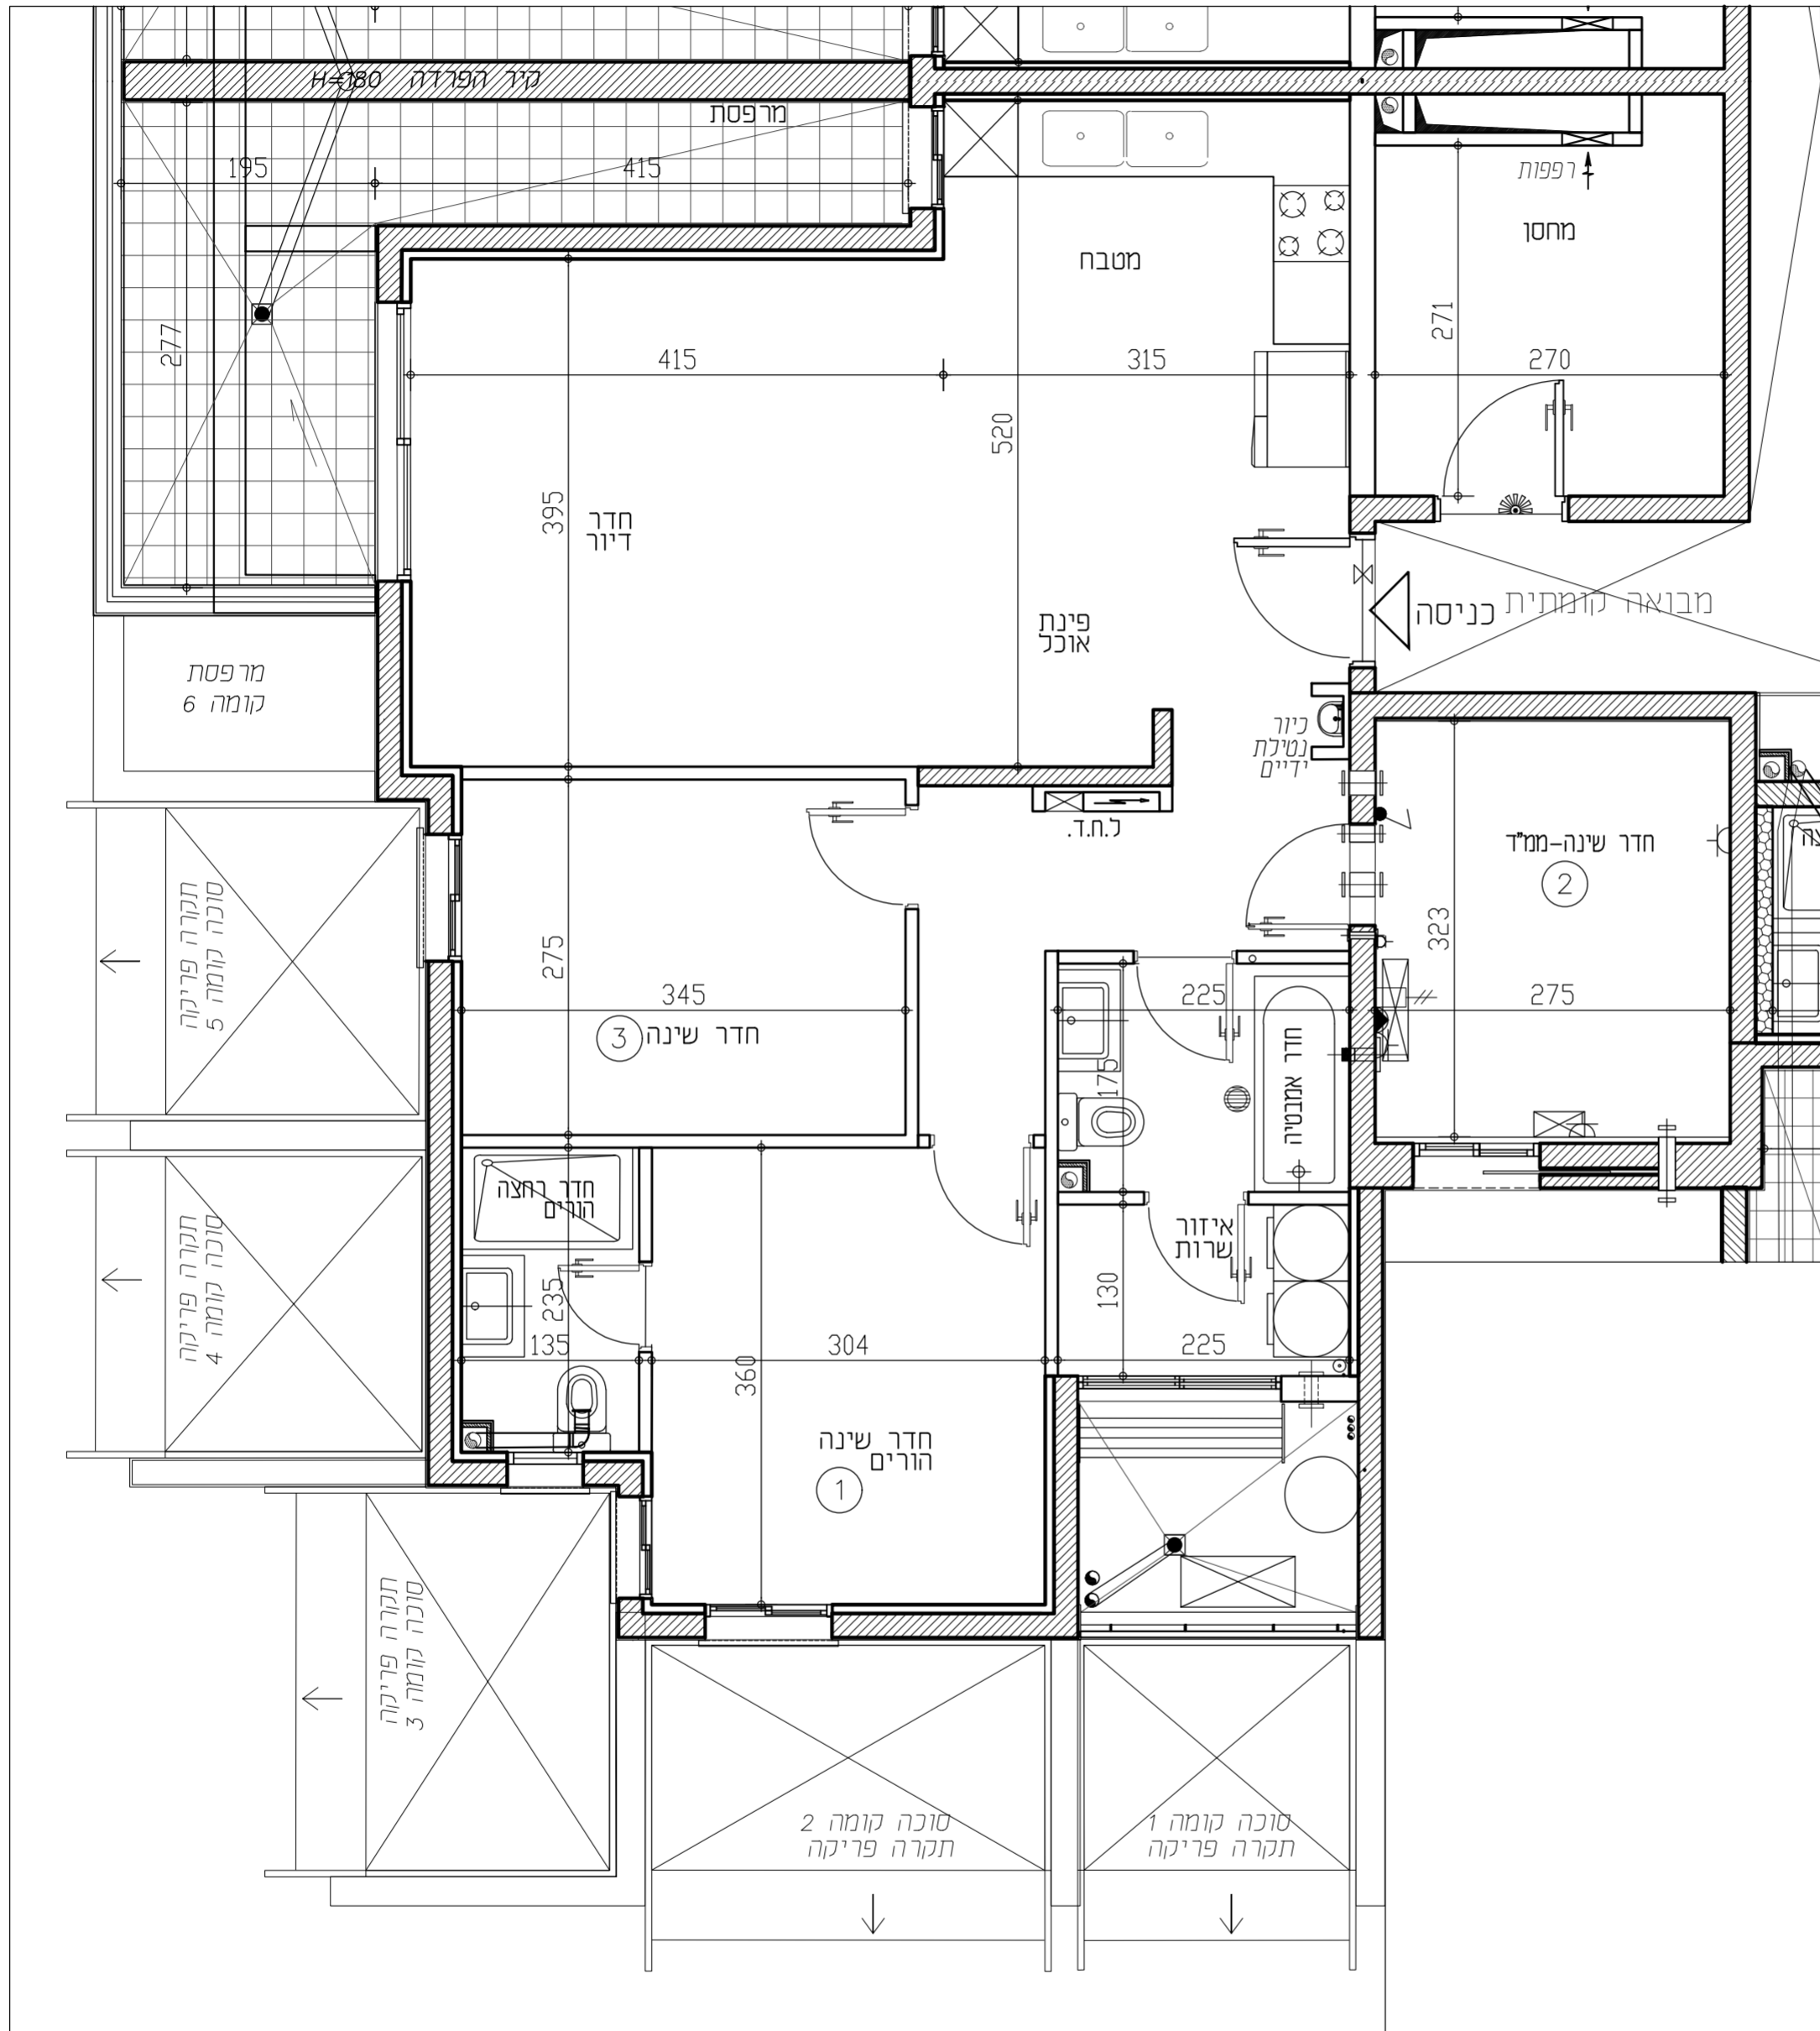 קיר הפרדה H=180
מרפסת
195
415
רפפות
מחסן
מטבח
277
415
315
271
270
520
395
חדר
דיור
פינת
אוכל
כניסה
מבואה קומתית
מרפסת
קומה 6
כיור
נטילת
ידיים
ל.ח.ד.
חדר שינה-ממ"ד
2
323
275
תקרה פריקה
סוכה קומה 5
275
345
חדר שינה
3
225
175
חדר אמבטיה
חדר רחצה
הורים
תקרה פריקה
סוכה קומה 4
235
135
304
360
איזור
שרות
130
225
חדר שינה
הורים
1
תקרה פריקה
סוכה קומה 3
סוכה קומה 2
תקרה פריקה
סוכה קומה 1
תקרה פריקה